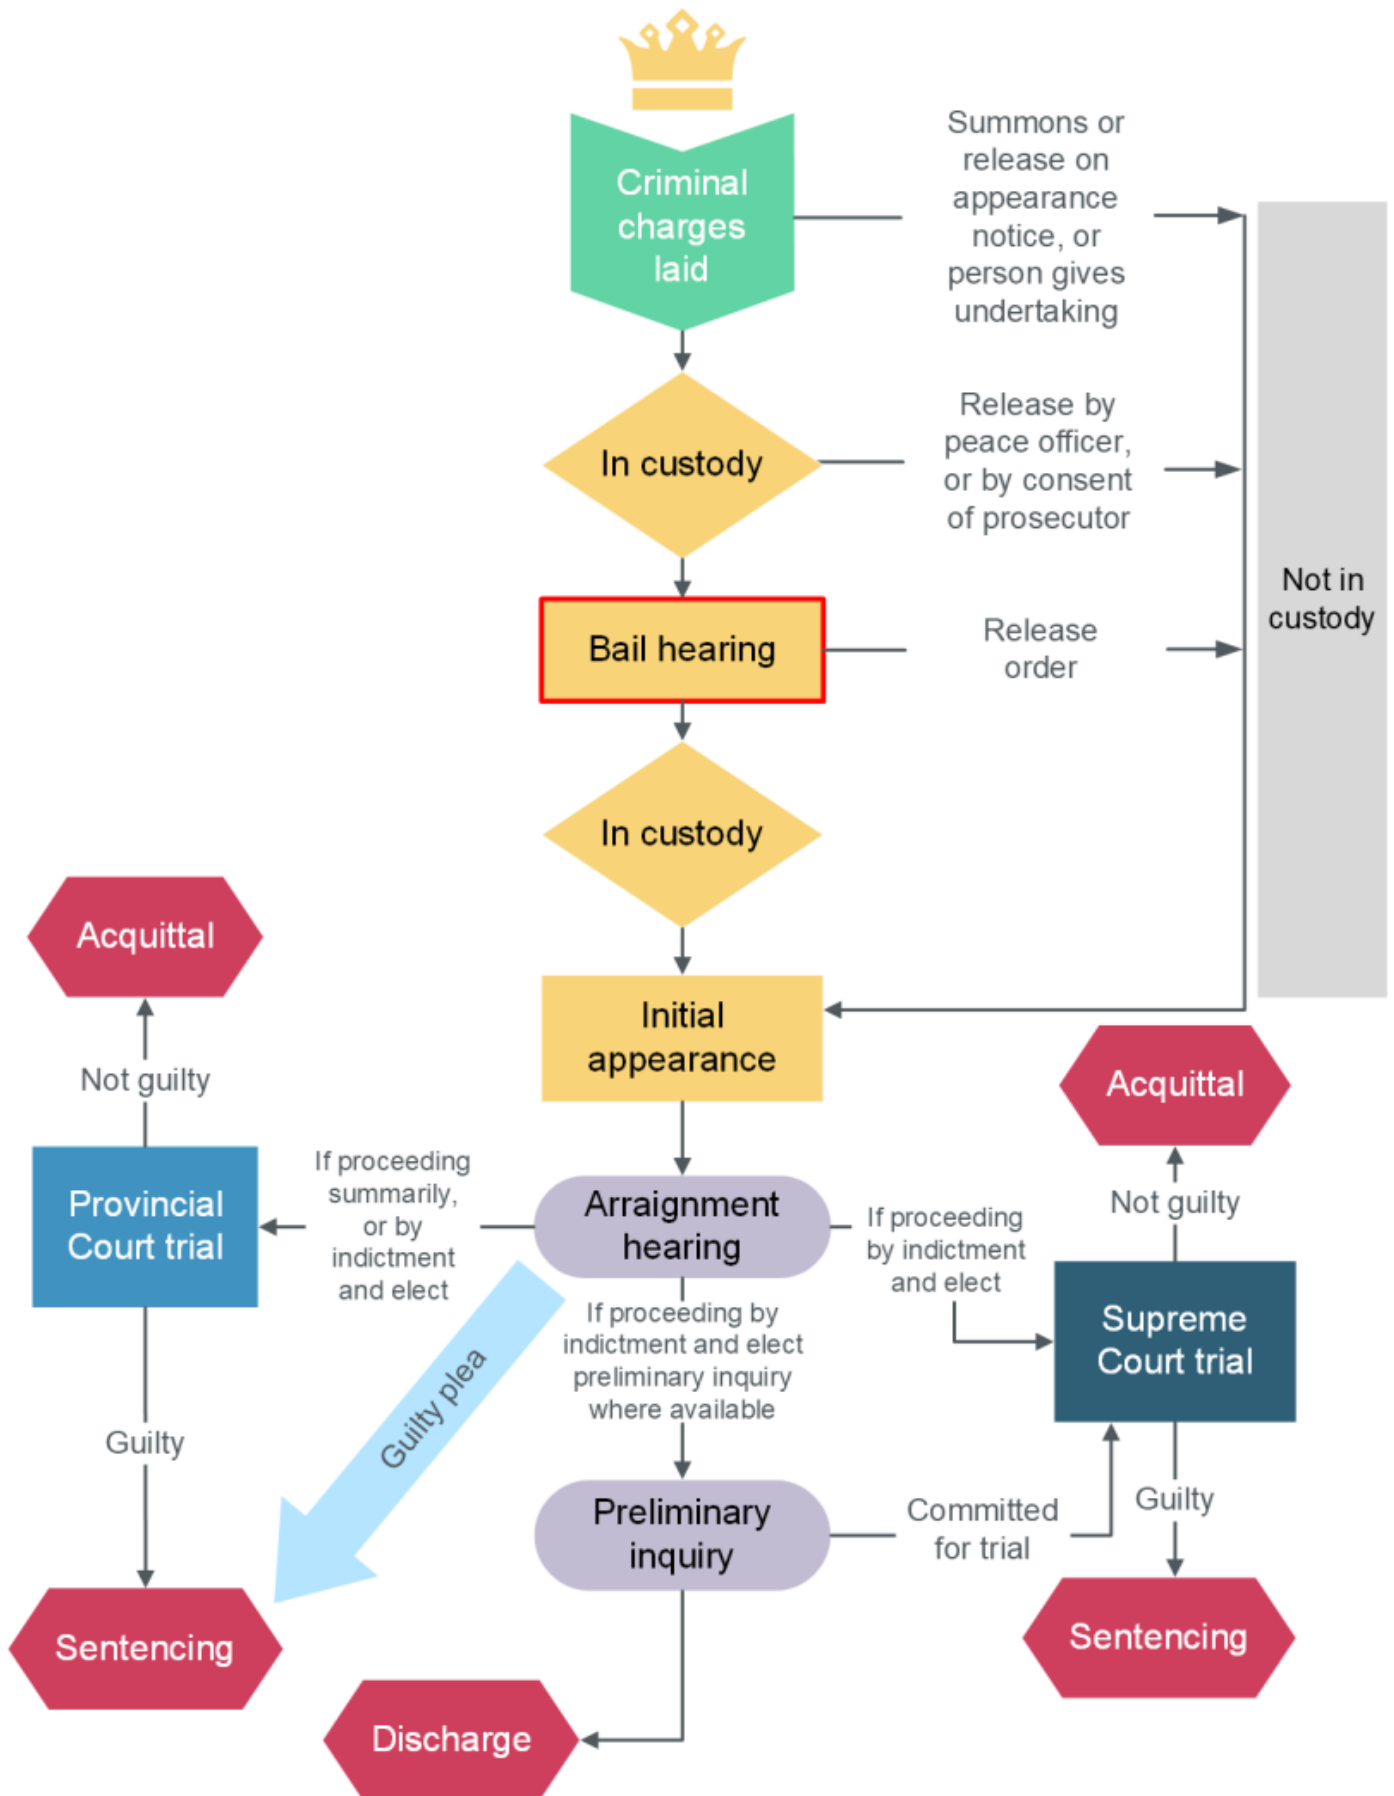 Criminal
charges
laid
Summons or
release on
appearance
notice, or
person gives
undertaking
In custody
Release by
peace officer,
or by consent
of prosecutor
Not in
custody
Bail hearing
Release
order
In custody
Acquittal
Initial
appearance
Not guilty
Acquittal
Provincial
Court trial
If proceeding
summarily,
or by
indictment
and elect
Arraignment
hearing
If proceeding
by indictment
and elect
Not guilty
Supreme
Court trial
If proceeding by
indictment and elect
preliminary inquiry
where available
Guilty plea
Guilty
Preliminary
inquiry
Committed
for trial
Guilty
Sentencing
Sentencing
Discharge